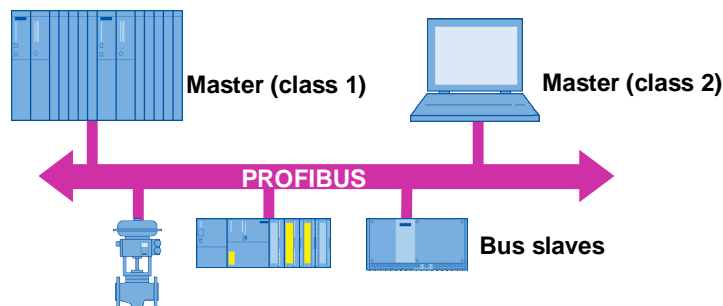 Master (class 1)
Master (class 2)
PROFIBUS
Bus slaves